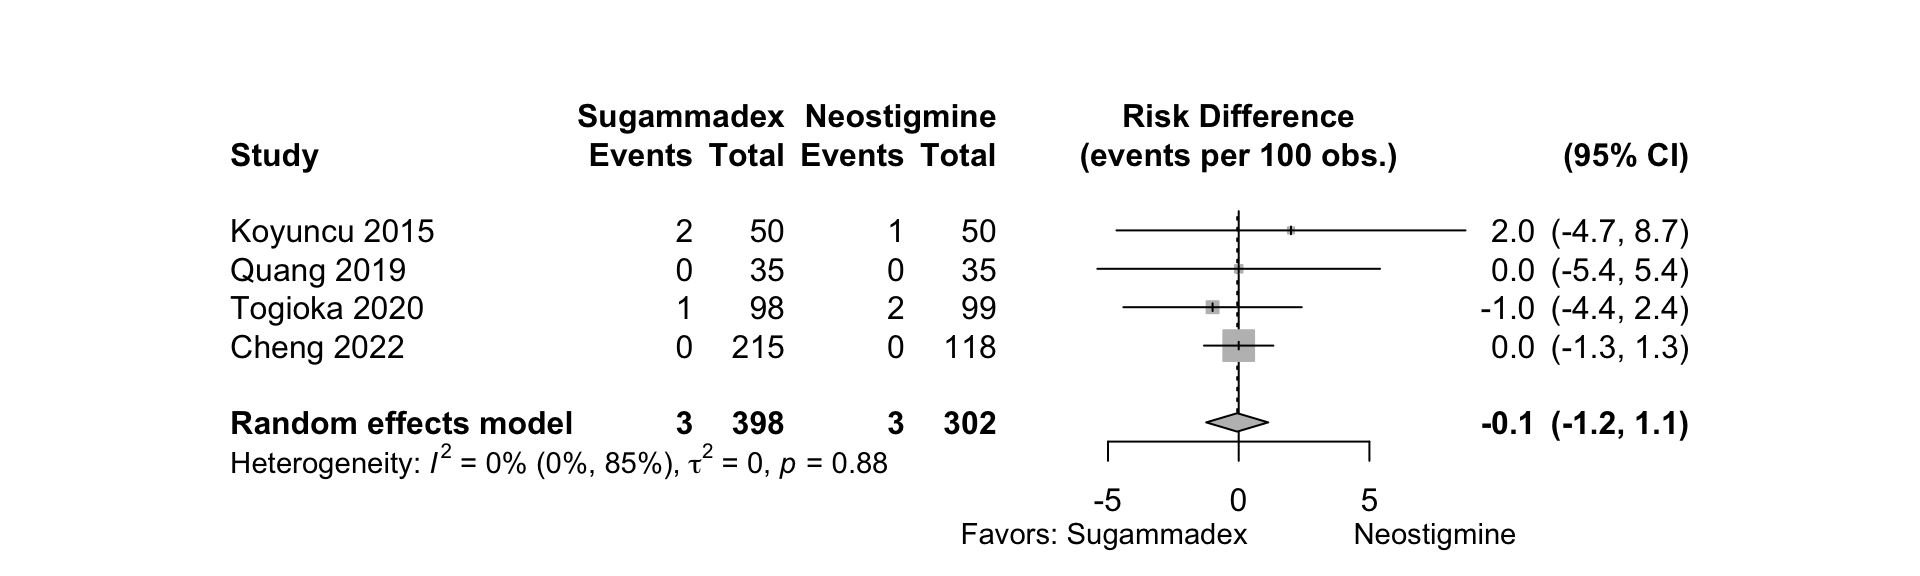 Sugammadex Neostigmine Risk Difference
Study Events Total Events Total (events per 100 obs.) (95% CI)
Koyuncu 2015 2 50 1 50 2.0 (-4.7, 8.7)
Quang 2019 0 35 0 35 0.0 (-5.4, 5.4)
Togioka 2020 1 98 2 99 -1.0 (-4.4, 2.4)
Cheng 2022 0 215 0 118 0.0 (-1.3, 1.3)
Random effects model 3 398 3 302 -0.1 (-1.2, 1.1)
Heterogeneity: I² = 0% (0%, 85%), τ² = 0, p = 0.88
-5 0 5
Favors: Sugammadex Neostigmine